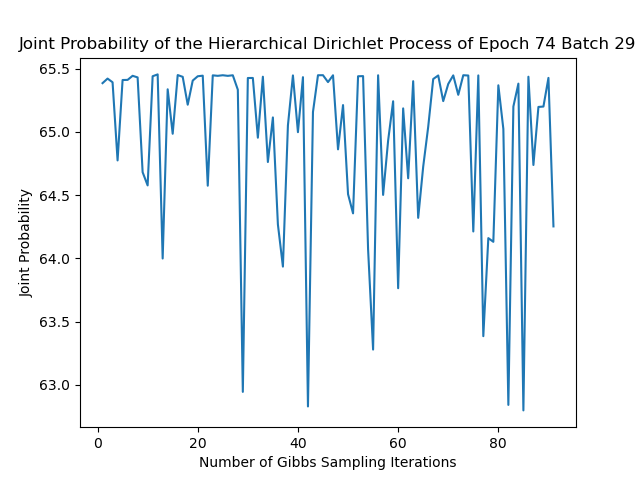 Joint Probability of the Hierarchical Dirichlet Process of Epoch 74 Batch 29
65.5
65.0
64.5
64.0
63.5
63.0
Joint Probability
0 20 40 60 80
Number of Gibbs Sampling Iterations